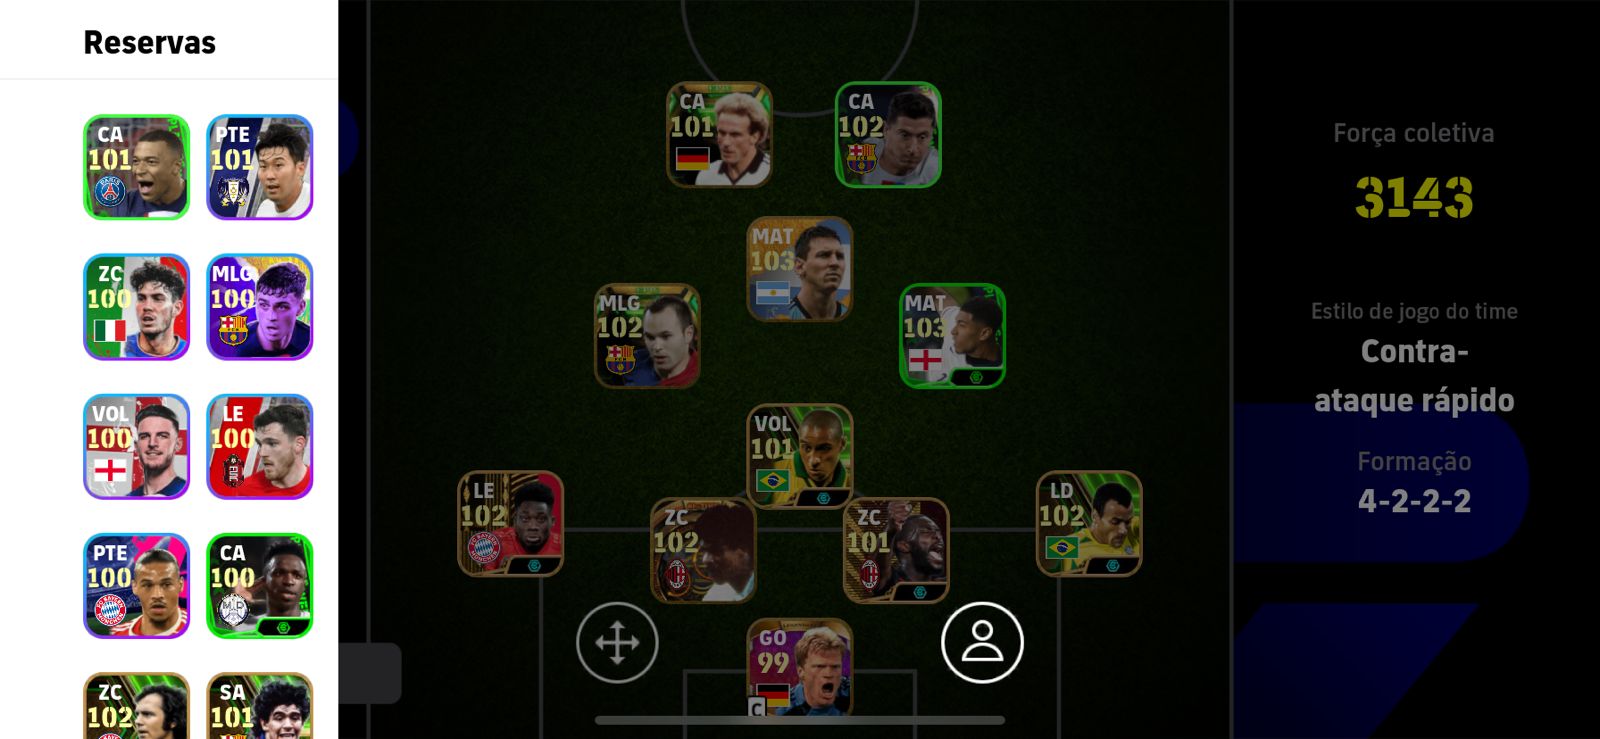 Reservas
CA
101
PTE
101
ZC
100
MLG
100
VOL
100
LE
100
PTE
100
CA
100
ZC
102
SA
101
CA
101
CA
102
MAT
103
MLG
102
MAT
103
VOL
101
LE
102
ZC
102
ZC
101
LD
102
GO
99
C
Força coletiva
3143
Estilo de jogo do time
Contra-
ataque rápido
Formação
4-2-2-2